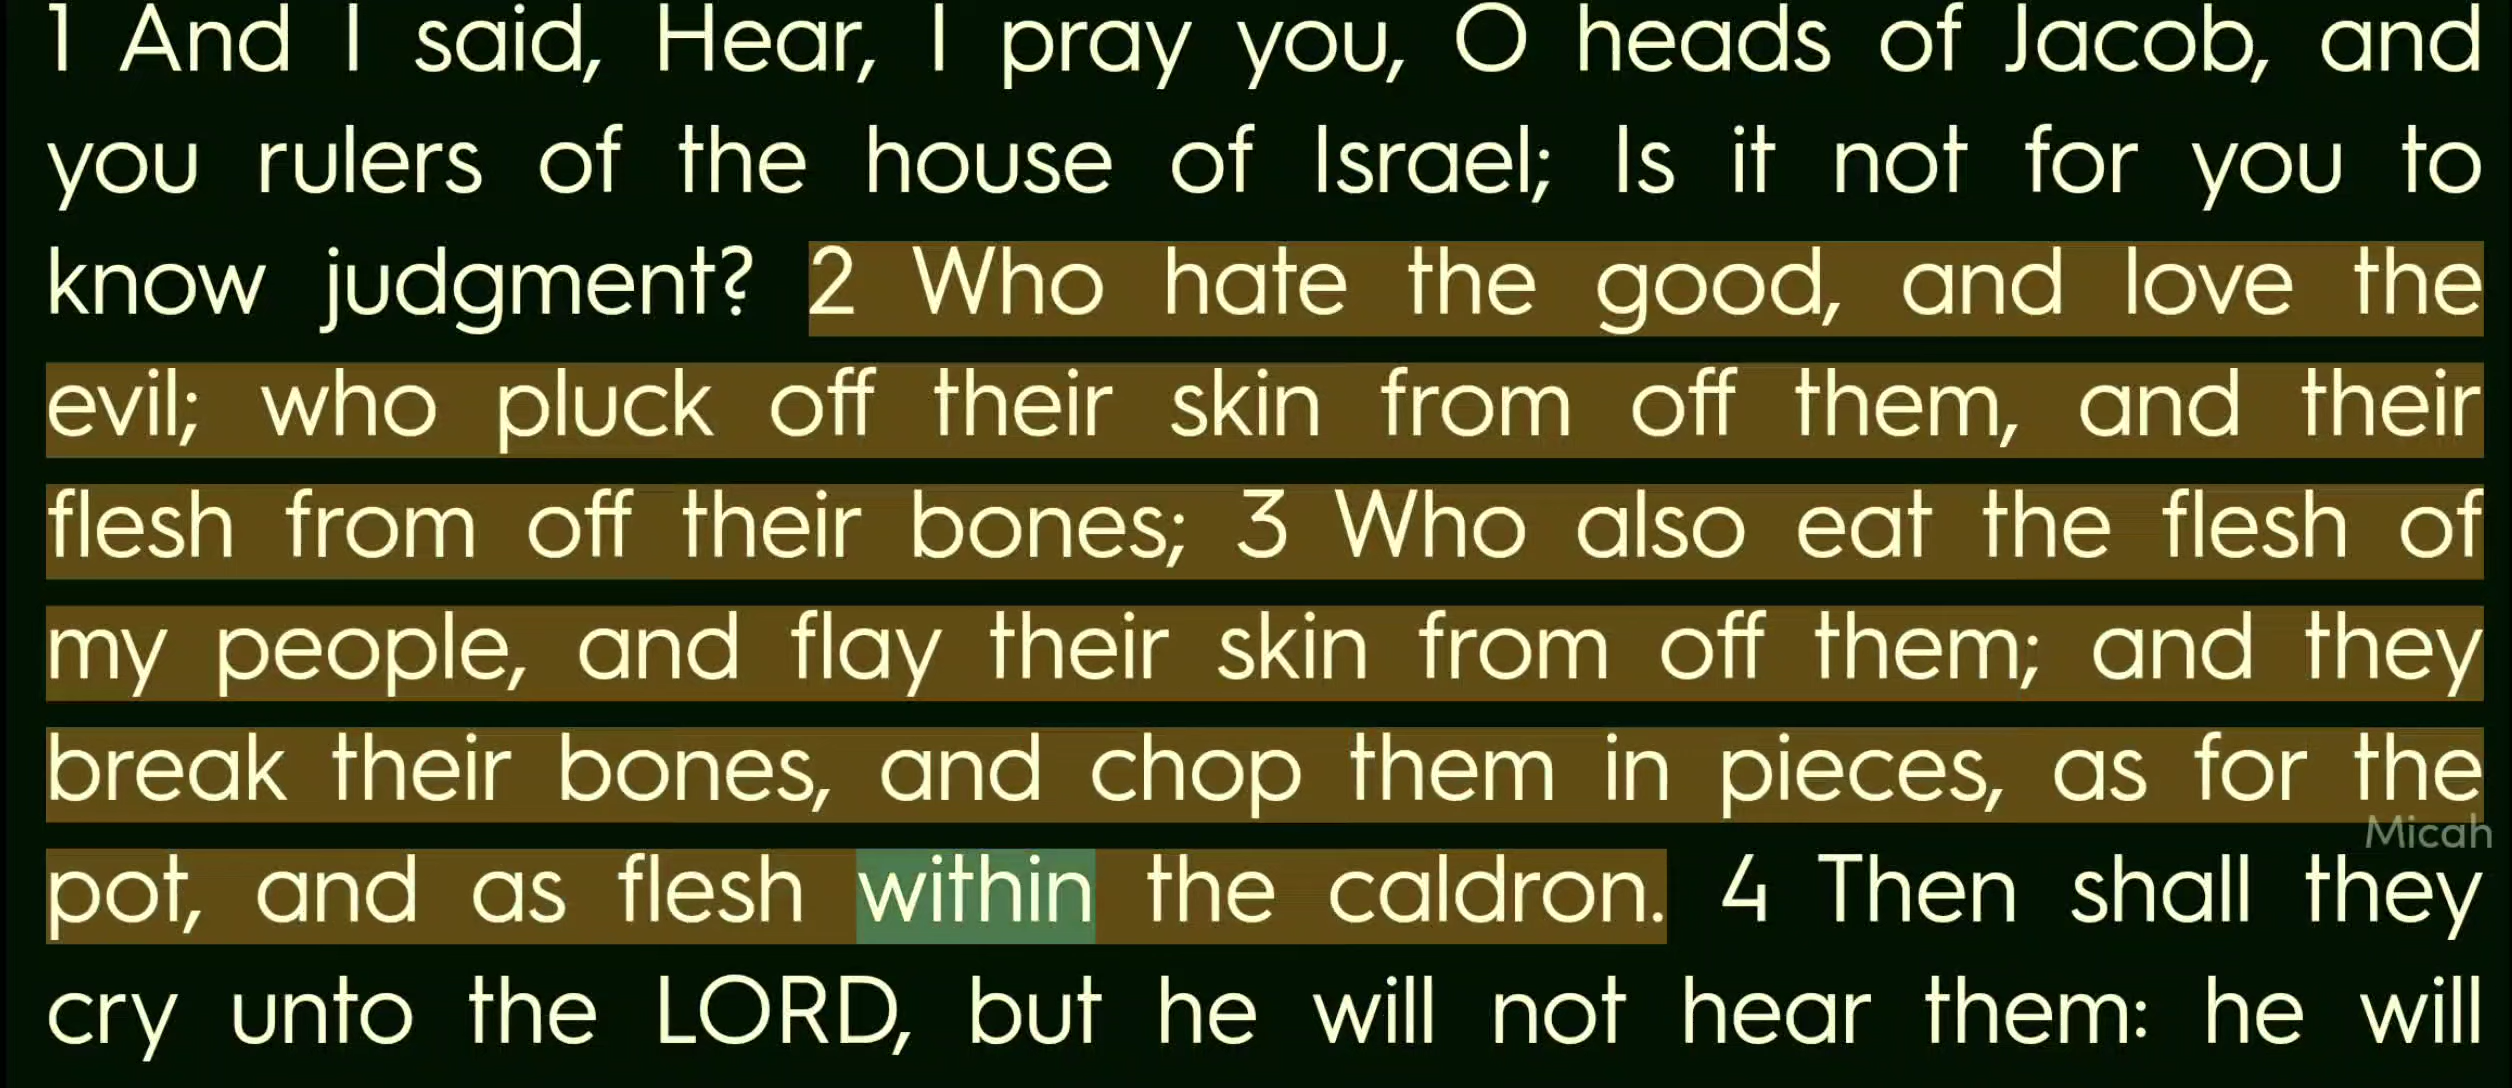 1 And I said, Hear, I pray you, O heads of Jacob, and
you rulers of the house of Israel; Is it not for you to
know judgment? 2 Who hate the good, and love the
evil; who pluck off their skin from off them, and their
flesh from off their bones; 3 Who also eat the flesh of
my people, and flay their skin from off them; and they
break their bones, and chop them in pieces, as for the
Micah
pot, and as flesh within the caldron. 4 Then shall they
cry unto the LORD, but he will not hear them: he will